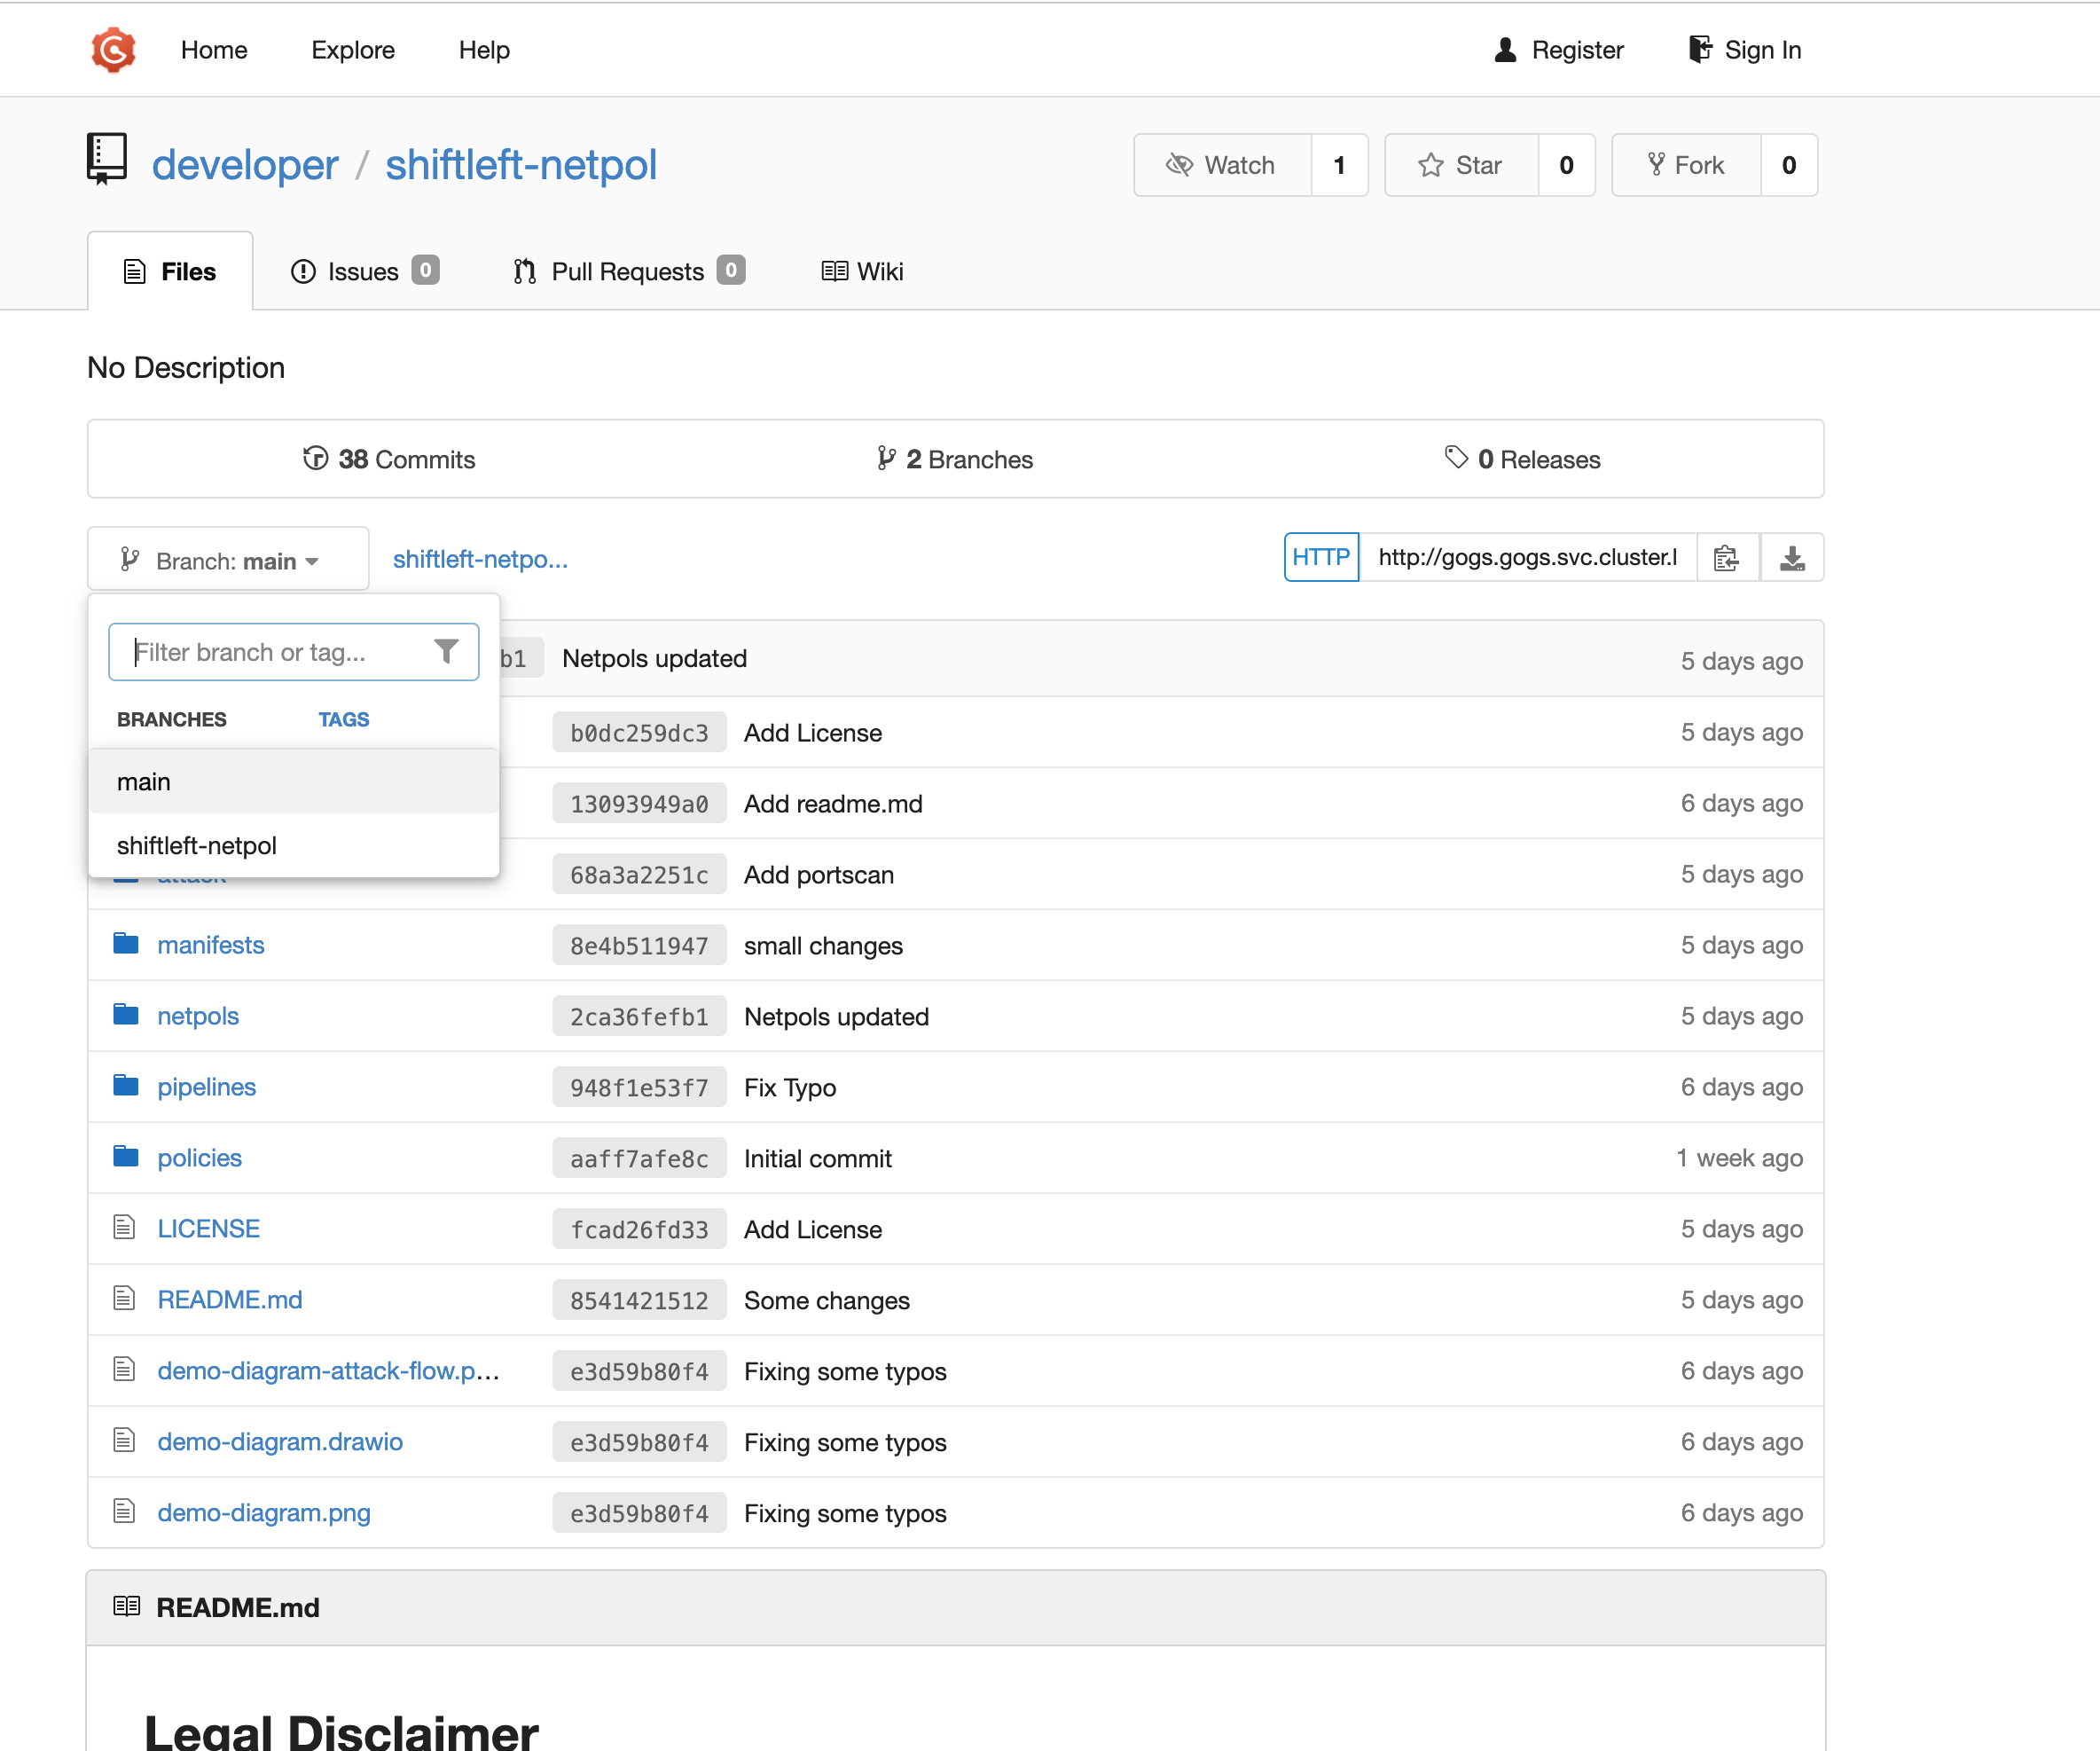 Home Explore Help Register Sign In
developer / shiftleft-netpol Watch 1 Star 0 Fork 0
Files Issues 0 Pull Requests 0 Wiki
No Description
38 Commits 2 Branches 0 Releases
Branch: main shiftleft-netpo... HTTP http://gogs.gogs.svc.cluster.l
Filter branch or tag... b1 Netpols updated 5 days ago
BRANCHES TAGS
b0dc259dc3 Add License 5 days ago
main
13093949a0 Add readme.md 6 days ago
shiftleft-netpol
attack 68a3a2251c Add portscan 5 days ago
manifests 8e4b511947 small changes 5 days ago
netpols 2ca36fefb1 Netpols updated 5 days ago
pipelines 948f1e53f7 Fix Typo 6 days ago
policies aaff7afe8c Initial commit 1 week ago
LICENSE fcad26fd33 Add License 5 days ago
README.md 8541421512 Some changes 5 days ago
demo-diagram-attack-flow.p... e3d59b80f4 Fixing some typos 6 days ago
demo-diagram.drawio e3d59b80f4 Fixing some typos 6 days ago
demo-diagram.png e3d59b80f4 Fixing some typos 6 days ago
README.md
Legal Disclaimer